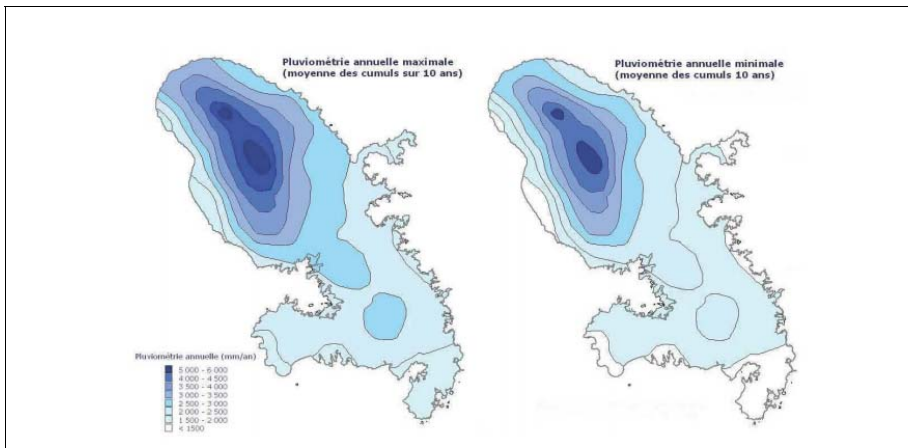 Pluviométrie annuelle maximale
(moyenne des cumuls sur 10 ans)
Pluviométrie annuelle minimale
(moyenne des cumuls 10 ans)
Pluviométrie annuelle (mm/an)
5 000 - 6 000
4 000 - 4 500
3 500 - 4 000
3 000 - 3 500
2 500 - 3 000
2 000 - 2 500
1 500 - 2 000
< 1500